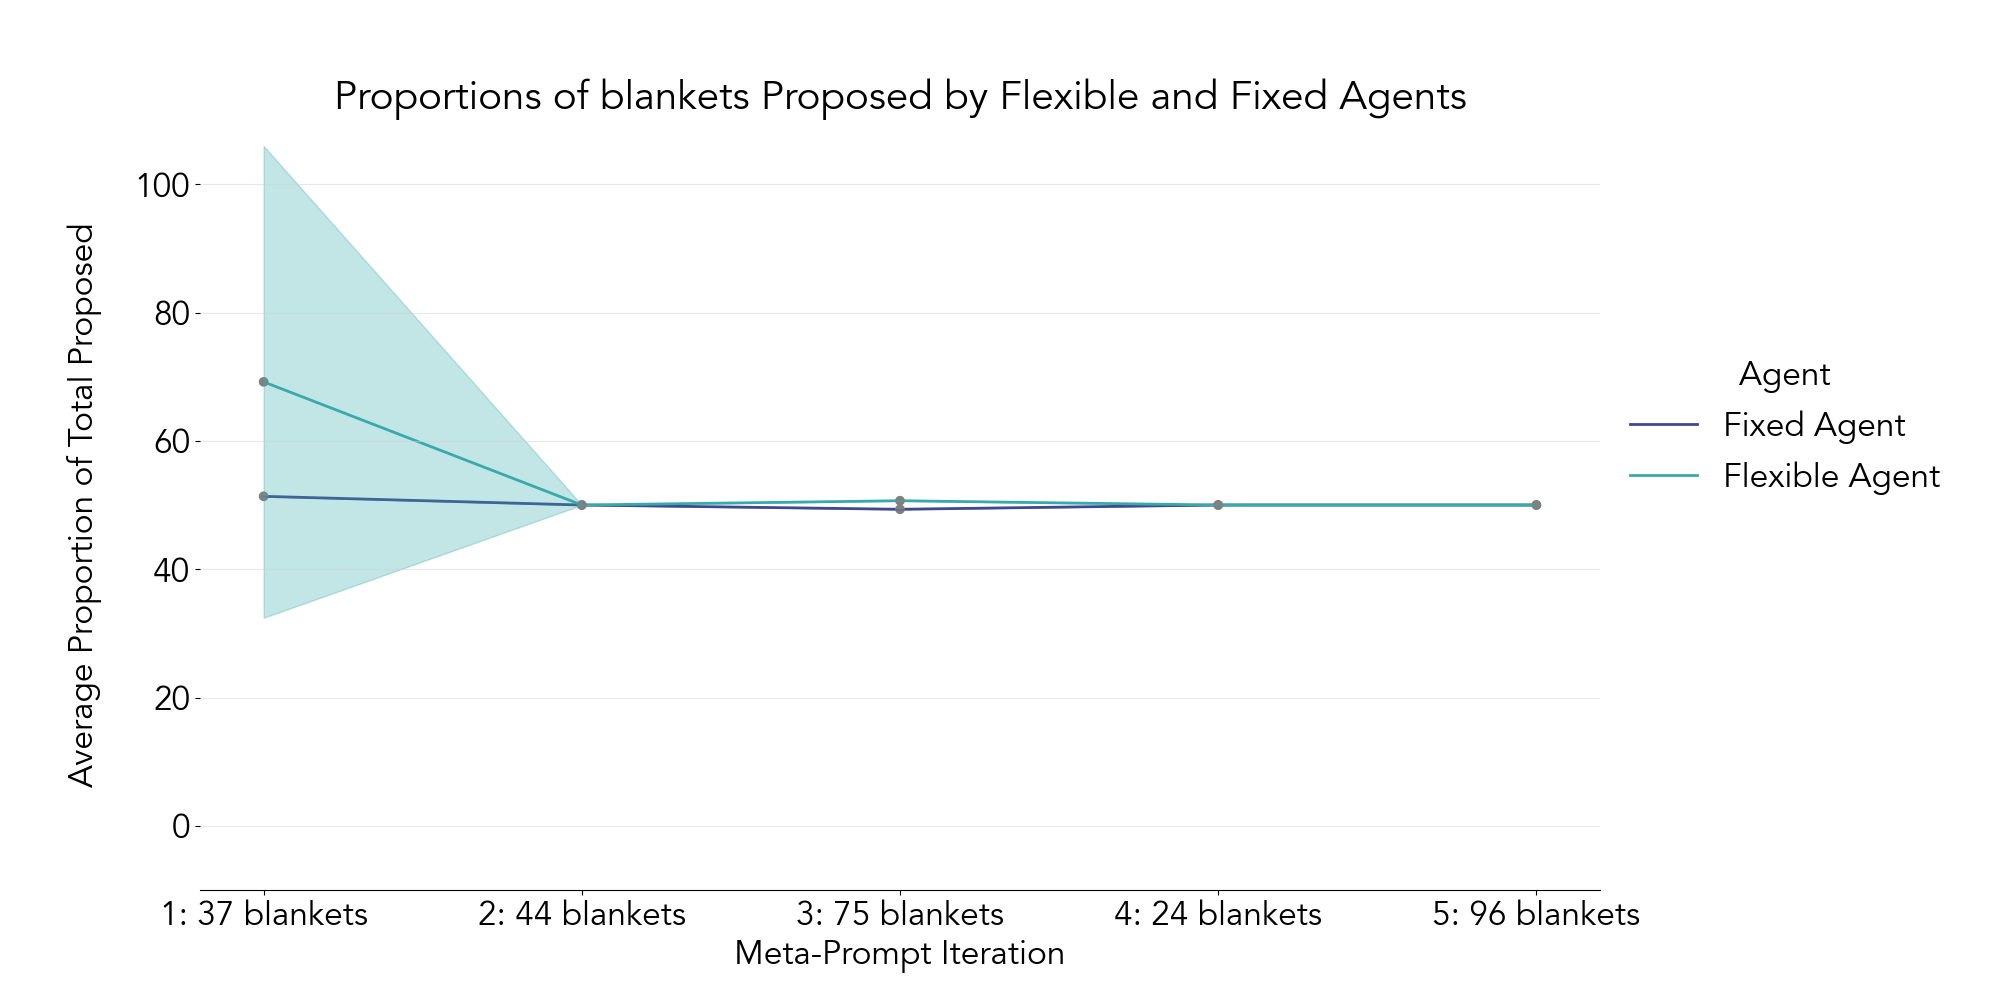 Proportions of blankets Proposed by Flexible and Fixed Agents
Average Proportion of Total Proposed
100
80
60
40
20
0
1: 37 blankets
2: 44 blankets
3: 75 blankets
4: 24 blankets
5: 96 blankets
Meta-Prompt Iteration
Agent
Fixed Agent
Flexible Agent